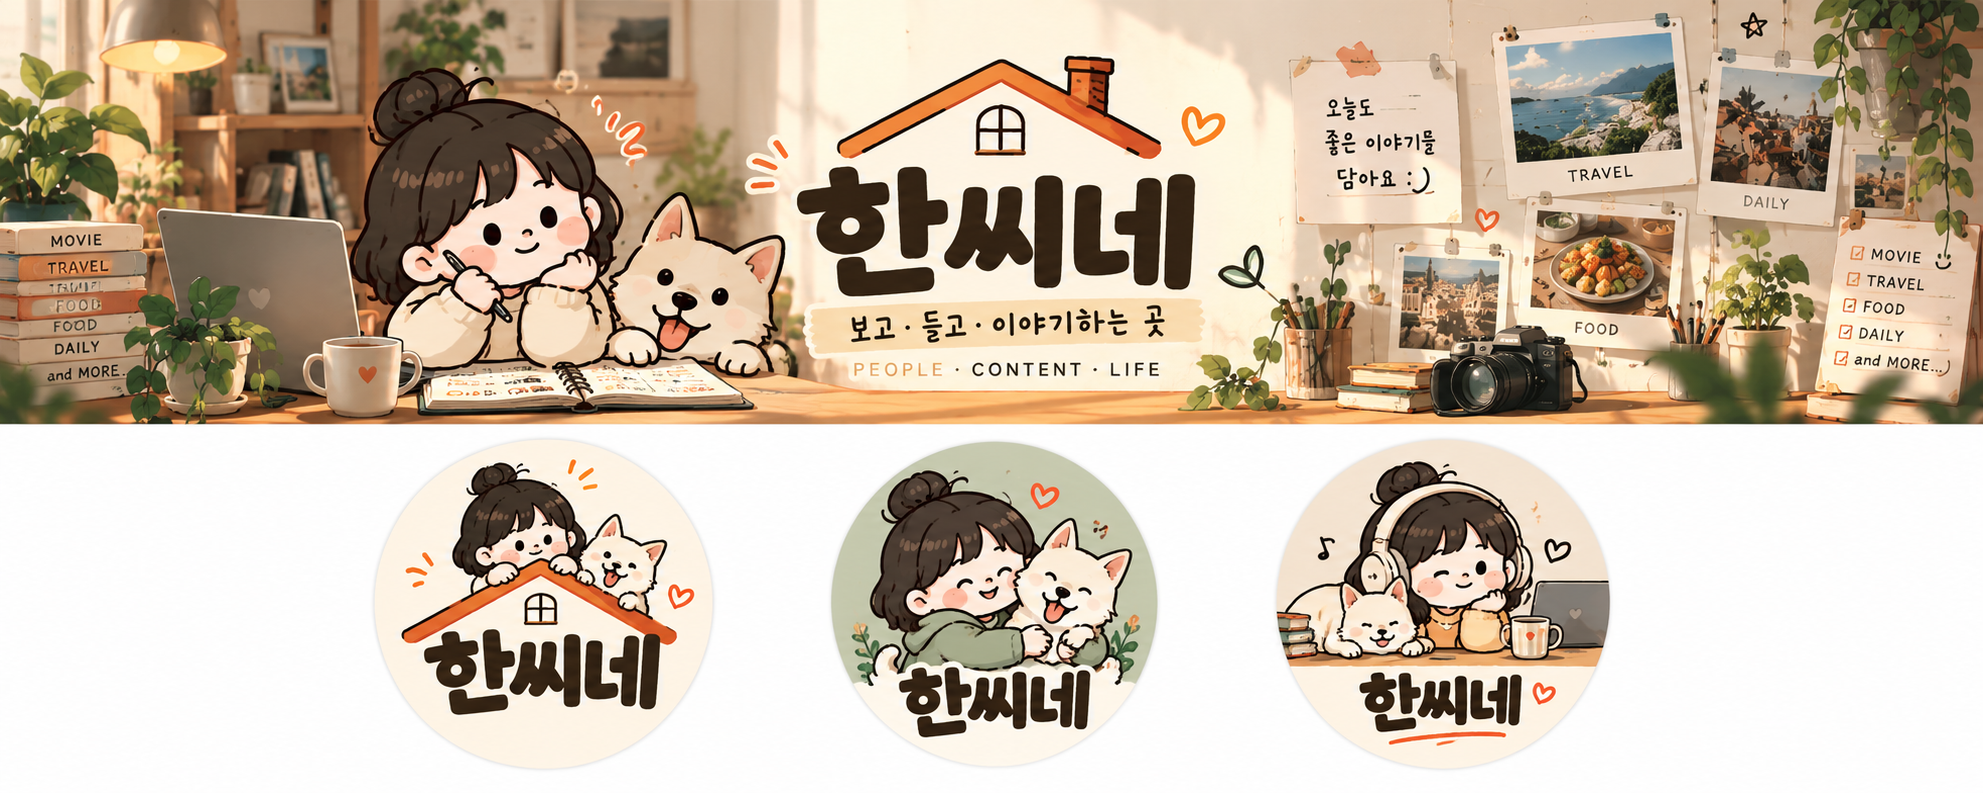 MOVIE
TRAVEL
FOOD
FOOD
DAILY
and MORE..
한씨네
보고·들고·이야기하는 곳
PEOPLE · CONTENT · LIFE
오늘도
좋은 이야기를
담아요 :)
TRAVEL
DAILY
FOOD
MOVIE
TRAVEL
FOOD
DAILY
and MORE...)
한씨네
한씨네
한씨네